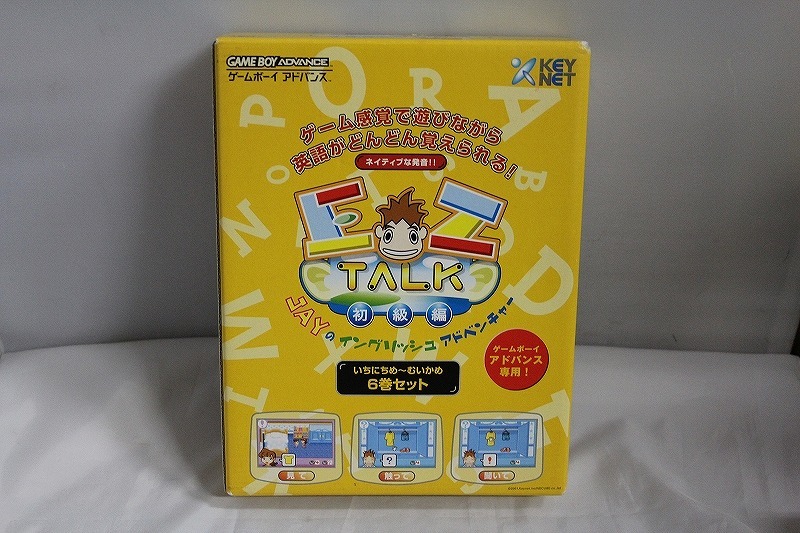 GAME BOY ADVANCE
ゲームボーイ アドバンス
KEY NET
ゲーム感覚で遊びながら
英語がどんどん覚えられる!
ネイティブな発音!!
EZ
TALK
初級編
JAYのイングリッシュアドベンチャー
ゲームボーイ
アドバンス
専用!
いちにちめ〜むいかめ
6巻セット
見て
触って
聞いて